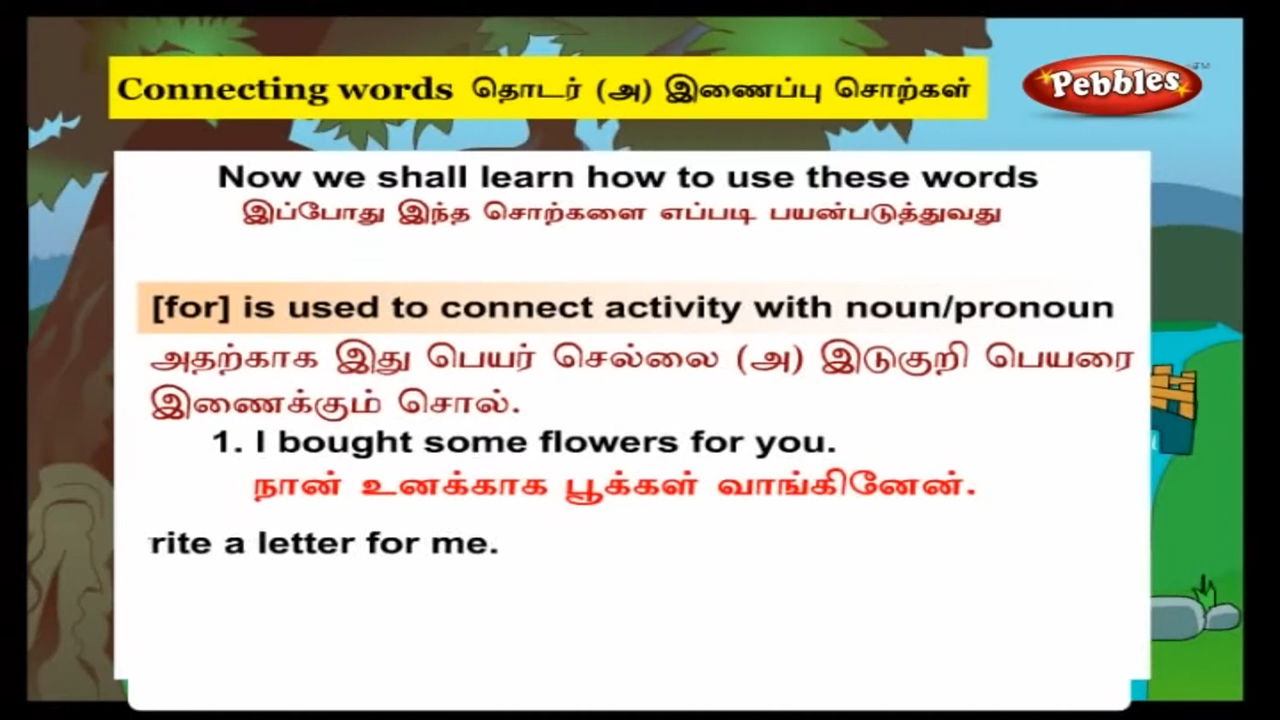 Connecting words தொடர் (அ) இணைப்பு சொற்கள்
Pebbles TM
Now we shall learn how to use these words
இப்போது இந்த சொற்களை எப்படி பயன்படுத்துவது
[for] is used to connect activity with noun/pronoun
அதற்காக இது பெயர் செல்லை (அ) இடுகுறி பெயரை
இணைக்கும் சொல்.
1. I bought some flowers for you.
நான் உனக்காக பூக்கள் வாங்கினேன்.
rite a letter for me.